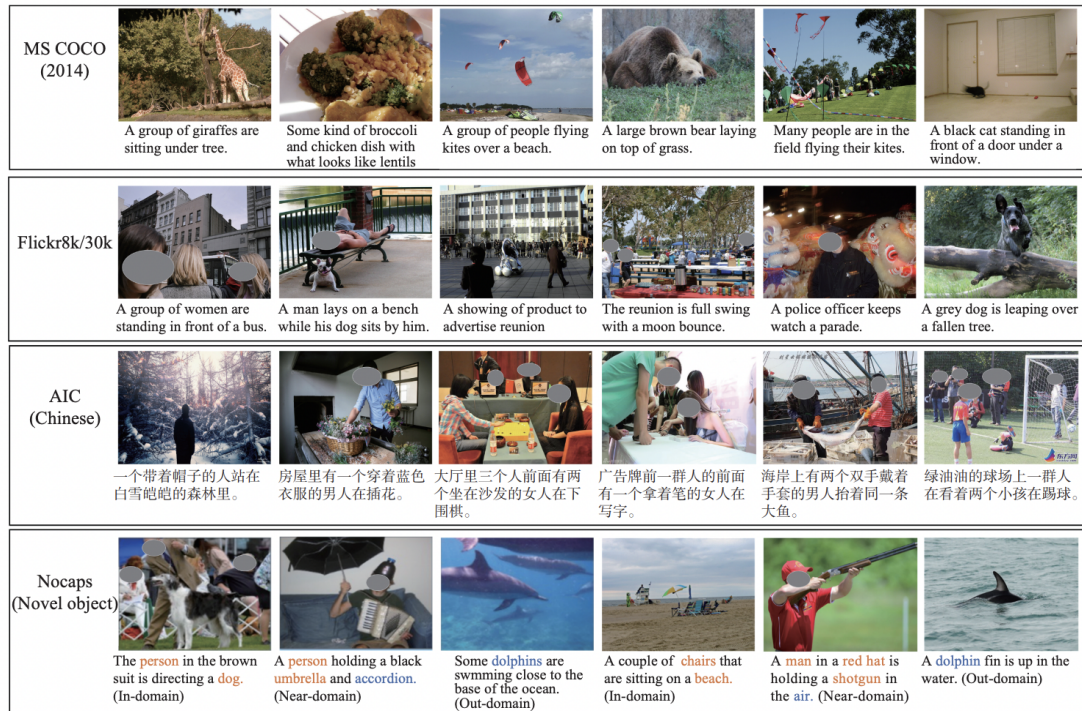 MS COCO
(2014)
A group of giraffes are
sitting under tree.
Some kind of broccoli
and chicken dish with
what looks like lentils
A group of people flying
kites over a beach.
A large brown bear laying
on top of grass.
Many people are in the
field flying their kites.
A black cat standing in
front of a door under a
window.
Flickr8k/30k
A group of women are
standing in front of a bus.
A man lays on a bench
while his dog sits by him.
A showing of product to
advertise reunion
The reunion is full swing
with a moon bounce.
A police officer keeps
watch a parade.
A grey dog is leaping over
a fallen tree.
AIC
(Chinese)
一个带着帽子的人站在
白雪皑皑的森林里。
房屋里有一个穿着蓝色
衣服的男人在插花。
大厅里三个人前面有两
个坐在沙发的女人在下
围棋。
广告牌前一群人的前面
有一个拿着笔的女人在
写字。
海岸上有两个双手戴着
手套的男人抬着同一条
大鱼。
东方网
绿油油的球场上一群人
在看着两个小孩在踢球。
Nocaps
(Novel object)
The person in the brown
suit is directing a dog.
(In-domain)
A person holding a black
umbrella and accordion.
(Near-domain)
Some dolphins are
swmming close to the
base of the ocean.
(Out-domain)
A couple of chairs that
are sitting on a beach.
(In-domain)
A man in a red hat is
holding a shotgun in
the air. (Near-domain)
A dolphin fin is up in the
water. (Out-domain)